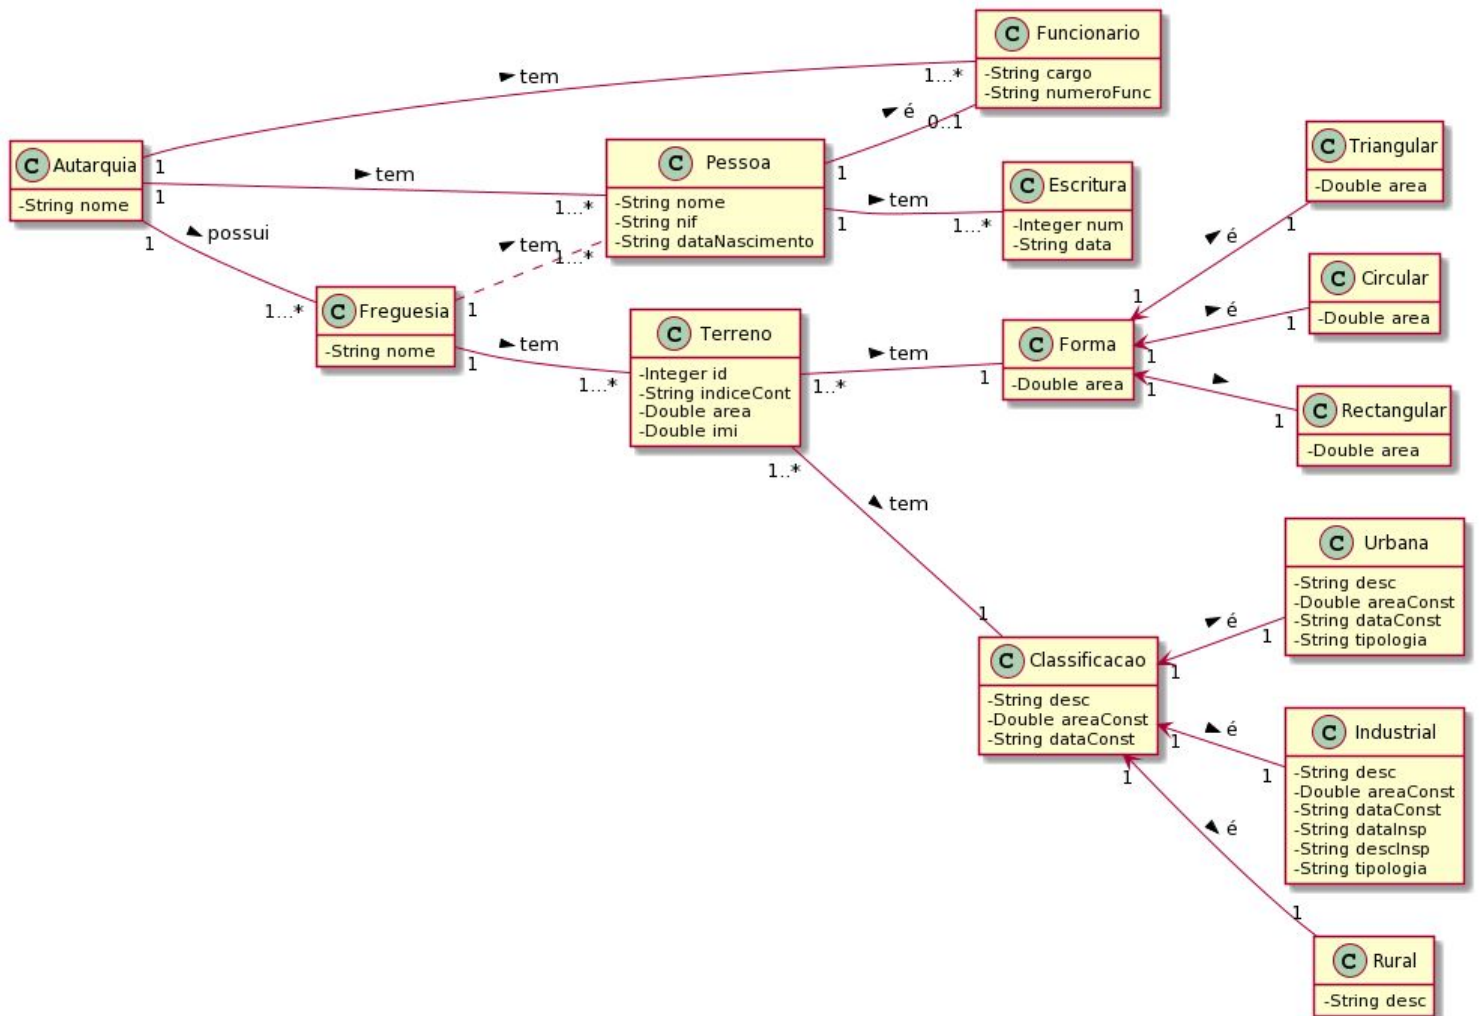 C Funcionario
-String cargo
-String numeroFunc
tem
1...*
1
é
0..1
1
C Autarquia
-String nome
tem
1
1...*
C Pessoa
-String nome
-String nif
-String dataNascimento
tem
1
1...*
C Escritura
-Integer num
-String data
possui
1
1...*
tem
1...*
1
C Freguesia
-String nome
tem
1
1...*
C Terreno
-Integer id
-String indiceCont
-Double area
-Double imi
tem
1..*
1
C Forma
-Double area
C Triangular
-Double area
é
1
1
C Circular
-Double area
é
1
1
C Rectangular
-Double area
1
1
1..*
tem
1
C Classificacao
-String desc
-Double areaConst
-String dataConst
C Urbana
-String desc
-Double areaConst
-String dataConst
-String tipologia
é
1
1
C Industrial
-String desc
-Double areaConst
-String dataConst
-String dataInsp
-String descInsp
-String tipologia
é
1
1
é
1
1
C Rural
-String desc